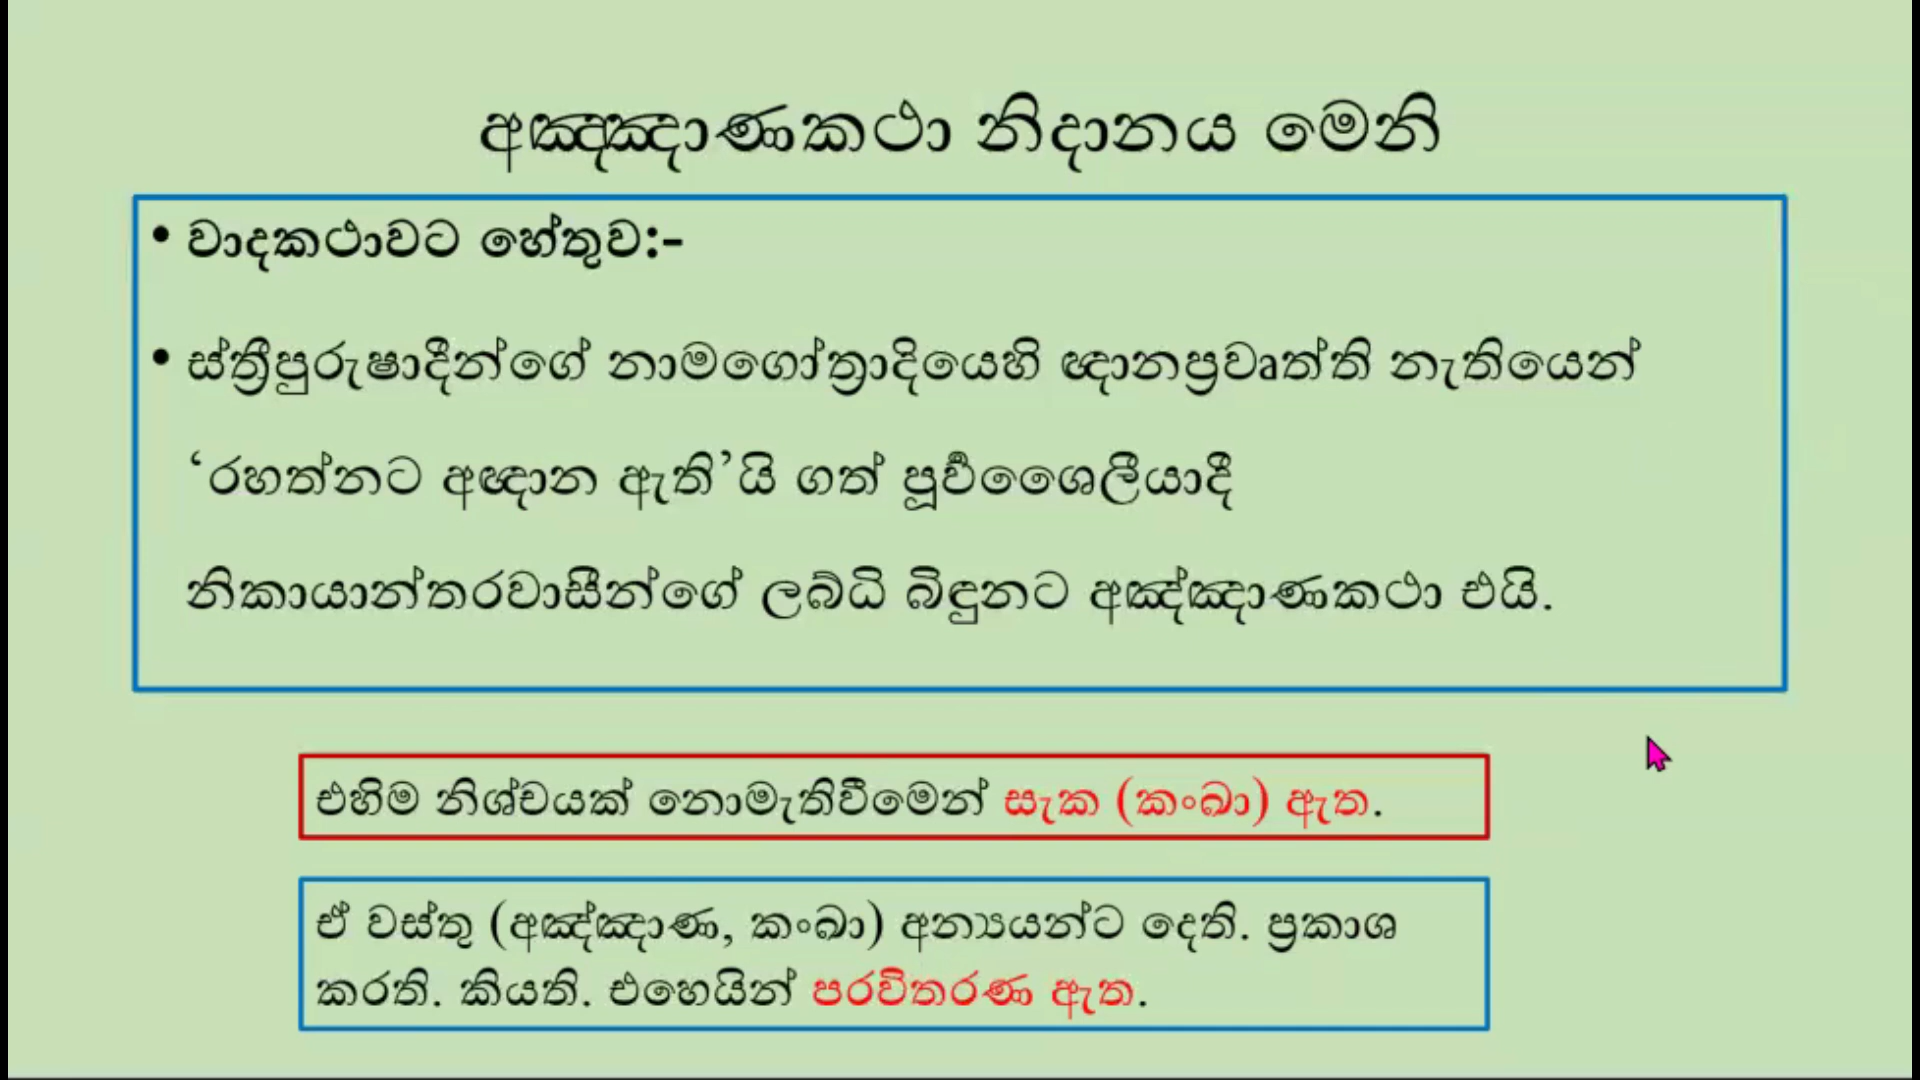 අඤ්ඤාණකථා නිදානය මෙනි
• වාදකථාවට හේතුව:-
• ස්ත්‍රීපුරුෂාදීන්ගේ නාමගෝත්‍රාදියෙහි ඥානප්‍රවෘත්ති නැතියෙන්
‘රහත්නට අඥාන ඇති’යි ගත් පූර්‍වශෛලීයාදී
නිකායාන්තරවාසීන්ගේ ලබ්ධි බිඳුනට අඤ්ඤාණකථා එයි.
එහිම නිශ්චයක් නොමැතිවීමෙන් සැක (කංඛා) ඇත.
ඒ වස්තු (අඤ්ඤාණ, කංඛා) අන්‍යයන්ට දෙති. ප්‍රකාශ
කරති. කියති. එහෙයින් පරවිතරණ ඇත.